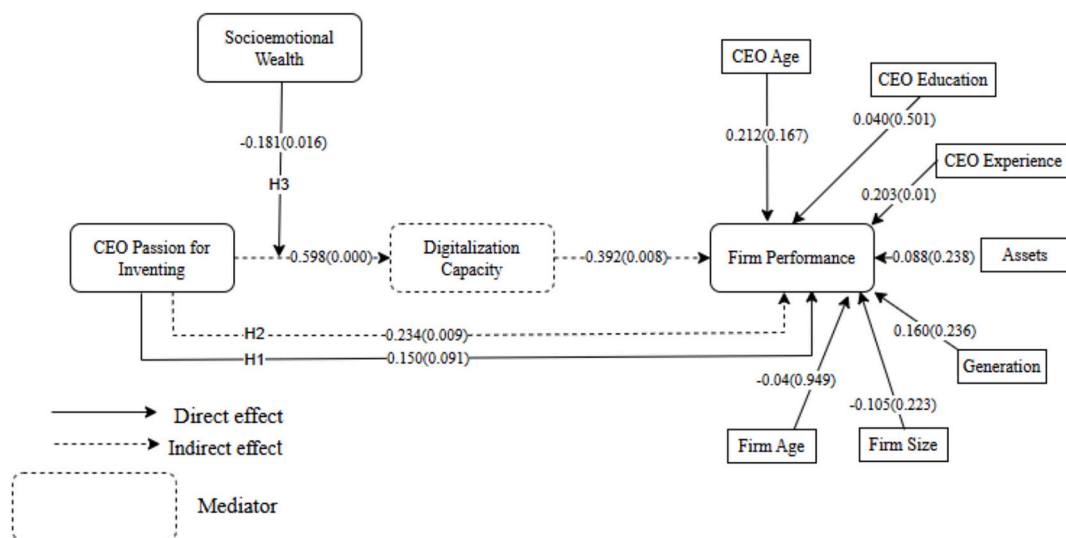 Socioemotional
Wealth
CEO Age
CEO Education
-0.181(0.016)
0.212(0.167)
0.040(0.501)
H3
CEO Experience
0.203(0.01)
CEO Passion for
Inventing
0.598(0.000)
Digitalization
Capacity
0.392(0.008)
Firm Performance
-0.088(0.238)
Assets
H2
0.234(0.009)
H1
0.150(0.091)
0.160(0.236)
Generation
-0.04(0.949)
-0.105(0.223)
Direct effect
Indirect effect
Firm Age
Firm Size
Mediator